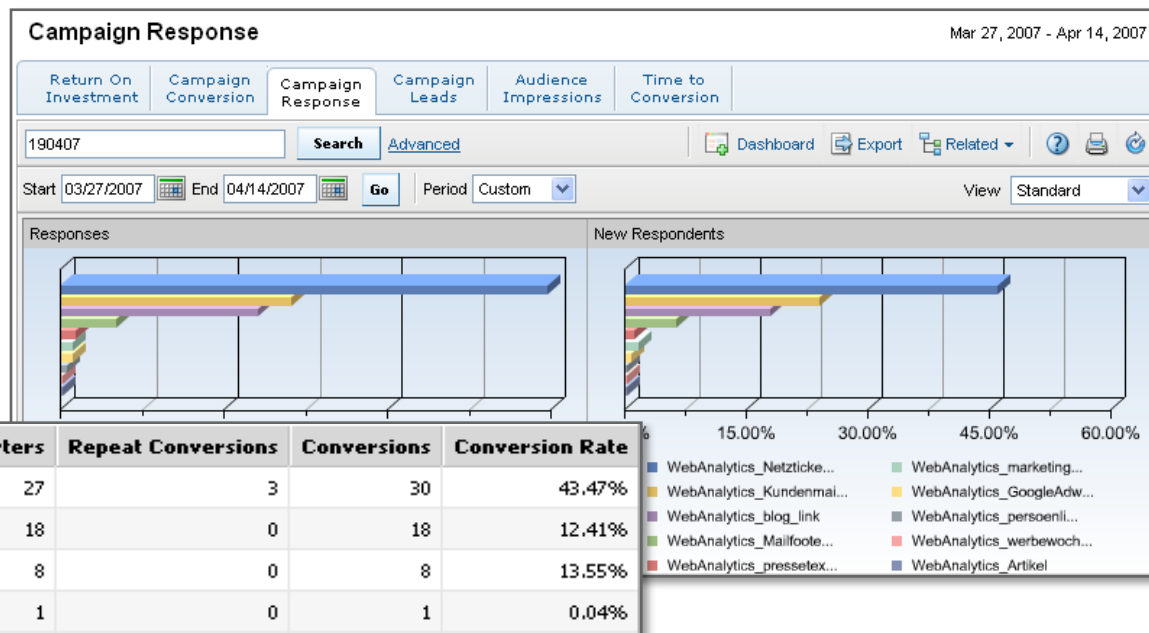 Campaign Response
Mar 27, 2007 - Apr 14, 2007
Return On Investment
Campaign Conversion
Campaign Response
Campaign Leads
Audience Impressions
Time to Conversion
190407 Search Advanced Dashboard Export Related ?
Start 03/27/2007 End 04/14/2007 Go Period Custom View Standard
Responses
New Respondents
15.00% 30.00% 45.00% 60.00%
WebAnalytics_Netzticke... WebAnalytics_marketing...
WebAnalytics_Kundenmai... WebAnalytics_GoogleAdw...
WebAnalytics_blog_link WebAnalytics_persoenli...
WebAnalytics_Mailfoote... WebAnalytics_werbewoch...
WebAnalytics_pressetex... WebAnalytics_Artikel
Repeat Conversions Conversions Conversion Rate
27 3 30 43.47%
18 0 18 12.41%
8 0 8 13.55%
1 0 1 0.04%